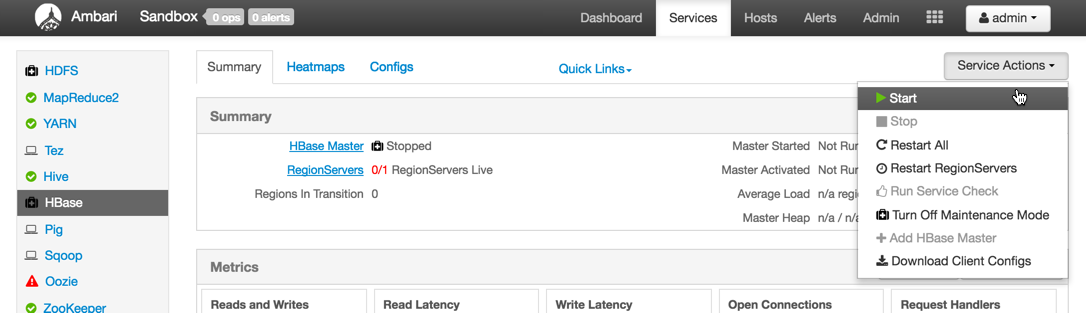 Ambari Sandbox 0 ops 0 alerts Dashboard Services Hosts Alerts Admin admin
HDFS
MapReduce2
YARN
Tez
Hive
HBase
Pig
Sqoop
Oozie
ZooKeeper
Summary Heatmaps Configs Quick Links Service Actions
Start
Stop
Restart All
Restart RegionServers
Run Service Check
Turn Off Maintenance Mode
Add HBase Master
Download Client Configs
Summary
HBase Master Stopped Master Started Not Run
RegionServers 0/1 RegionServers Live Master Activated Not Run
Regions In Transition 0 Average Load n/a regi
Master Heap n/a / n/a
Metrics
Reads and Writes Read Latency Write Latency Open Connections Request Handlers